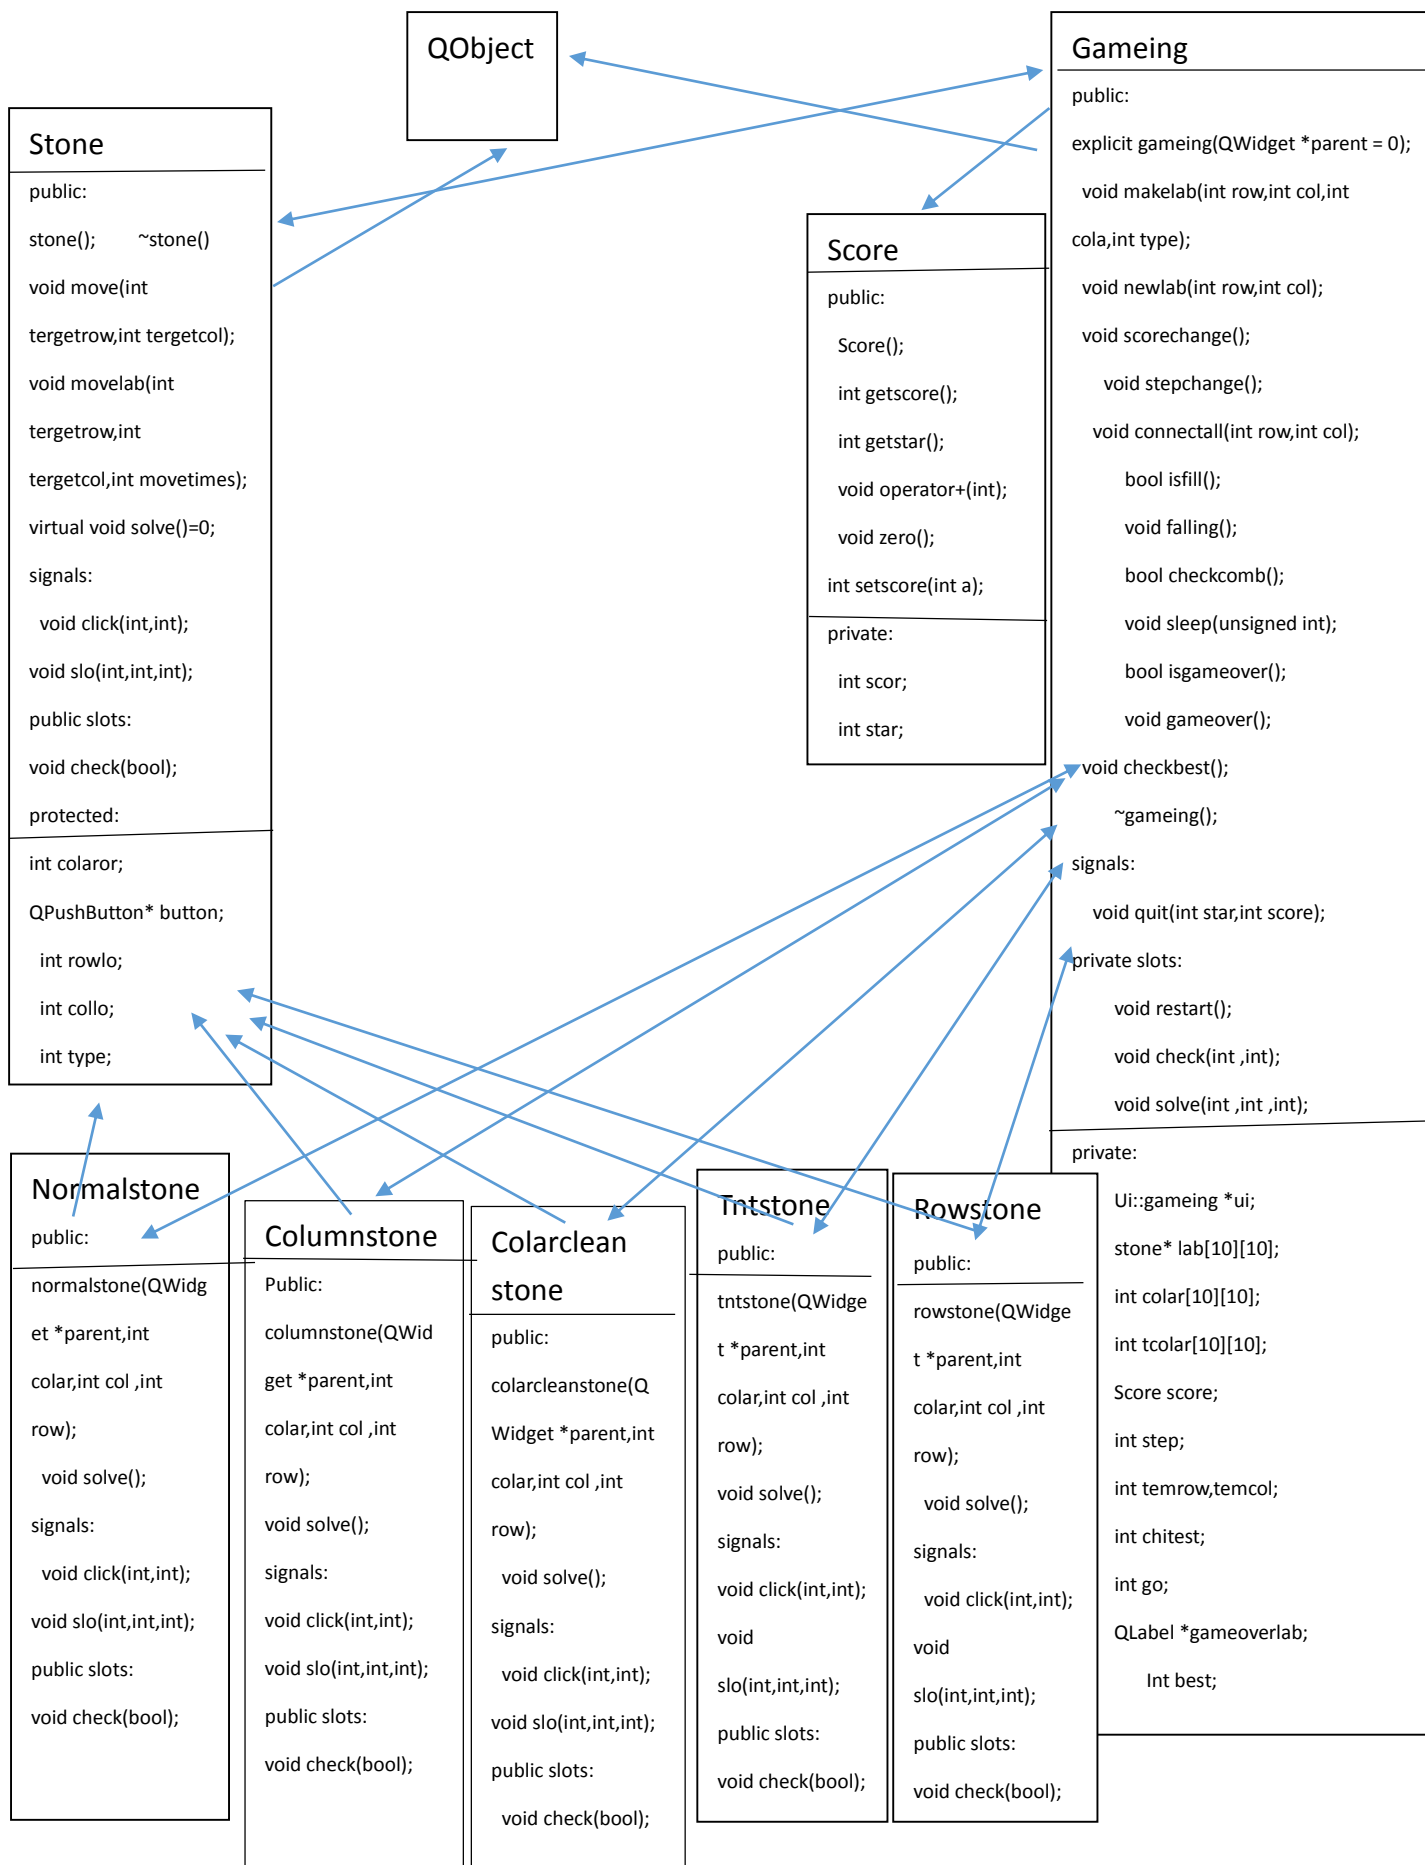 QObject
Stone
public:
stone(); ~stone()
void move(int
tergetrow,int tergetcol);
void movelab(int
tergetrow,int
tergetcol,int movetimes);
virtual void solve()=0;
signals:
void click(int,int);
void slo(int,int,int);
public slots:
void check(bool);
protected:
int colaror;
QPushButton* button;
int rowlo;
int collo;
int type;
Score
public:
Score();
int getscore();
int getstar();
void operator+(int);
void zero();
int setscore(int a);
private:
int scor;
int star;
Gameing
public:
explicit gameing(QWidget *parent = 0);
void makelab(int row,int col,int
cola,int type);
void newlab(int row,int col);
void scorechange();
void stepchange();
void connectall(int row,int col);
bool isfill();
void falling();
bool checkcomb();
void sleep(unsigned int);
bool isgameover();
void gameover();
void checkbest();
~gameing();
signals:
void quit(int star,int score);
private slots:
void restart();
void check(int ,int);
void solve(int ,int ,int);
private:
Ui::gameing *ui;
stone* lab[10][10];
int colar[10][10];
int tcolar[10][10];
Score score;
int step;
int temrow,temcol;
int chitest;
int go;
QLabel *gameoverlab;
Int best;
Normalstone
public:
normalstone(QWidg
et *parent,int
colar,int col ,int
row);
void solve();
signals:
void click(int,int);
void slo(int,int,int);
public slots:
void check(bool);
Columnstone
Public:
columnstone(QWid
get *parent,int
colar,int col ,int
row);
void solve();
signals:
void click(int,int);
void slo(int,int,int);
public slots:
void check(bool);
Colarclean
stone
public:
colarcleanstone(Q
Widget *parent,int
colar,int col ,int
row);
void solve();
signals:
void click(int,int);
void slo(int,int,int);
public slots:
void check(bool);
Tntstone
public:
tntstone(QWidge
t *parent,int
colar,int col ,int
row);
void solve();
signals:
void click(int,int);
void
slo(int,int,int);
public slots:
void check(bool);
Rowstone
public:
rowstone(QWidge
t *parent,int
colar,int col ,int
row);
void solve();
signals:
void click(int,int);
void
slo(int,int,int);
public slots:
void check(bool);